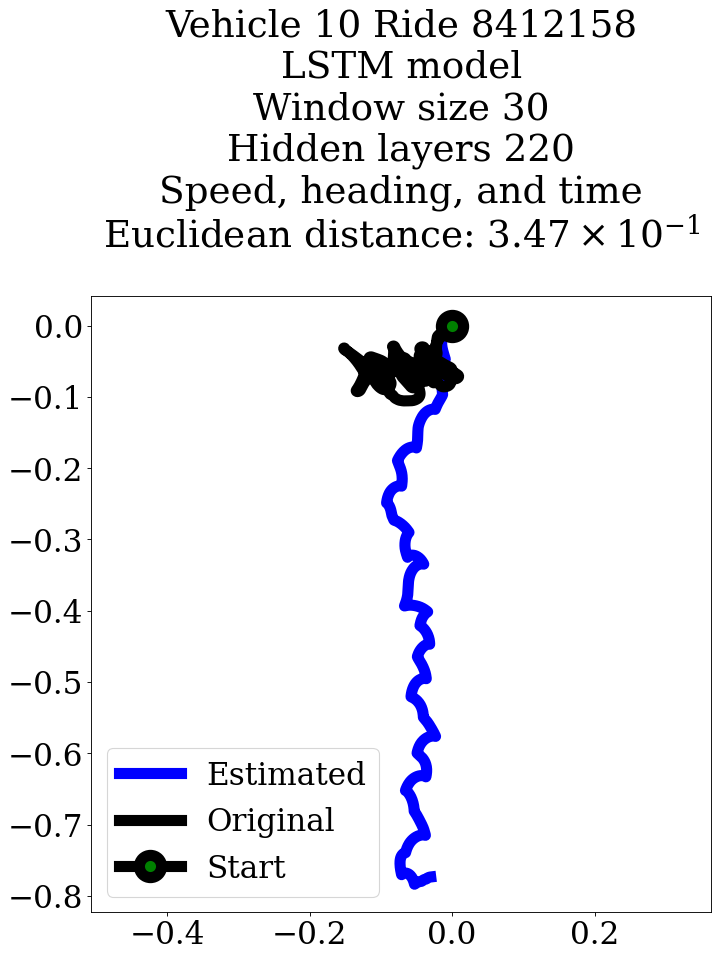 Vehicle 10 Ride 8412158
LSTM model
Window size 30
Hidden layers 220
Speed, heading, and time
Euclidean distance: 3.47 × 10⁻¹
0.0
−0.1
−0.2
−0.3
−0.4
−0.5
−0.6
−0.7
−0.8
Estimated
Original
Start
−0.4
−0.2
0.0
0.2